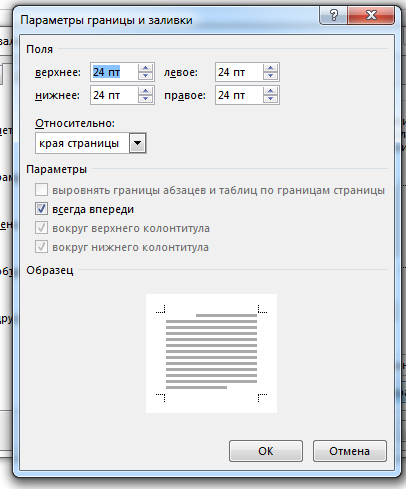 Параметры границы и заливки
Поля
верхнее: 24 пт левое: 24 пт
нижнее: 24 пт правое: 24 пт
Относительно:
края страницы
Параметры
выровнять границы абзацев и таблиц по границам страницы
всегда впереди
вокруг верхнего колонтитула
вокруг нижнего колонтитула
Образец
ОК Отмена